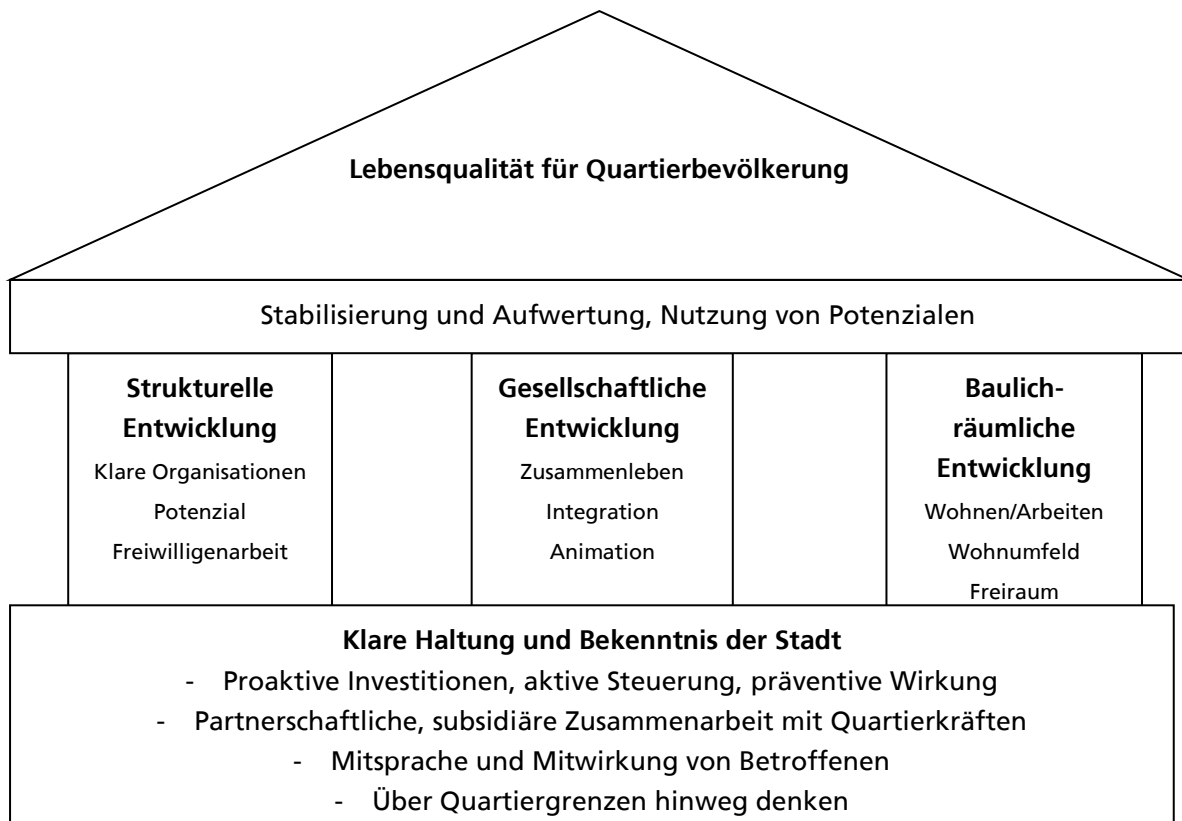 Lebensqualität für Quartierbevölkerung
Stabilisierung und Aufwertung, Nutzung von Potenzialen
Strukturelle
Entwicklung
Klare Organisationen
Potenzial
Freiwilligenarbeit
Gesellschaftliche
Entwicklung
Zusammenleben
Integration
Animation
Baulich-
räumliche
Entwicklung
Wohnen/Arbeiten
Wohnumfeld
Freiraum
Klare Haltung und Bekenntnis der Stadt
- Proaktive Investitionen, aktive Steuerung, präventive Wirkung
- Partnerschaftliche, subsidiäre Zusammenarbeit mit Quartierkräften
- Mitsprache und Mitwirkung von Betroffenen
- Über Quartiergrenzen hinweg denken